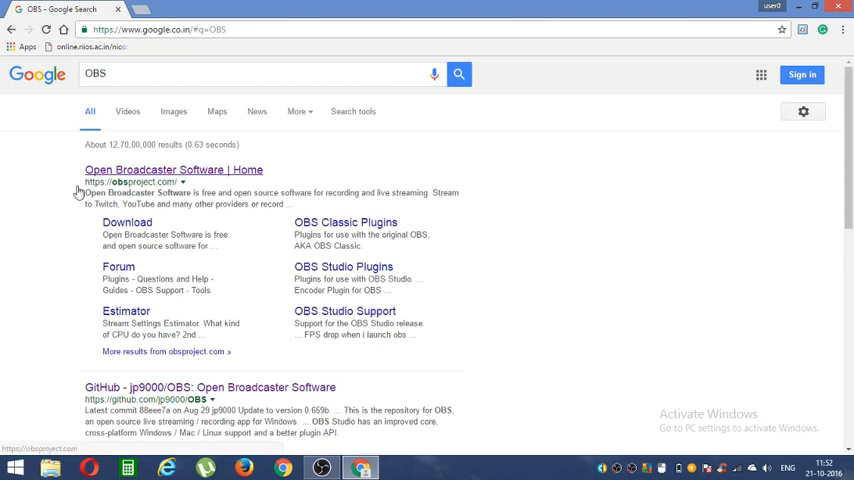 user0
OBS - Google Search
https://www.google.co.in/#q=OBS
Apps online.nios.ac.in/nios
Google
OBS
Sign in
All Videos Images Maps News More Search tools
About 12,70,00,000 results (0.63 seconds)
Open Broadcaster Software | Home
https://obsproject.com/
Open Broadcaster Software is free and open source software for recording and live streaming. Stream
to Twitch, YouTube and many other providers or record ...
Download
Open Broadcaster Software is free
and open source software for ...
OBS Classic Plugins
Plugins for use with the original OBS,
AKA OBS Classic.
Forum
Plugins - Questions and Help -
Guides - OBS Support - Tools
OBS Studio Plugins
Plugins for use with OBS Studio. ...
Encoder Plugin for OBS ...
Estimator
Stream Settings Estimator. What kind
of CPU do you have? 2nd ...
OBS Studio Support
Support for the OBS Studio release.
... FPS drop when i launch obs ...
More results from obsproject.com »
GitHub - jp9000/OBS: Open Broadcaster Software
https://github.com/jp9000/OBS
Latest commit 88eee7a on Aug 29 jp9000 Update to version 0.659b. ... This is the repository for OBS,
an open source streaming / recording app for Windows. ... OBS Studio has an improved core,
cross-platform Windows / Mac / Linux support and a better plugin API.
Activate Windows
Go to PC settings to activate Windows.
https://obsproject.com
ENG
11:52
21-10-2016